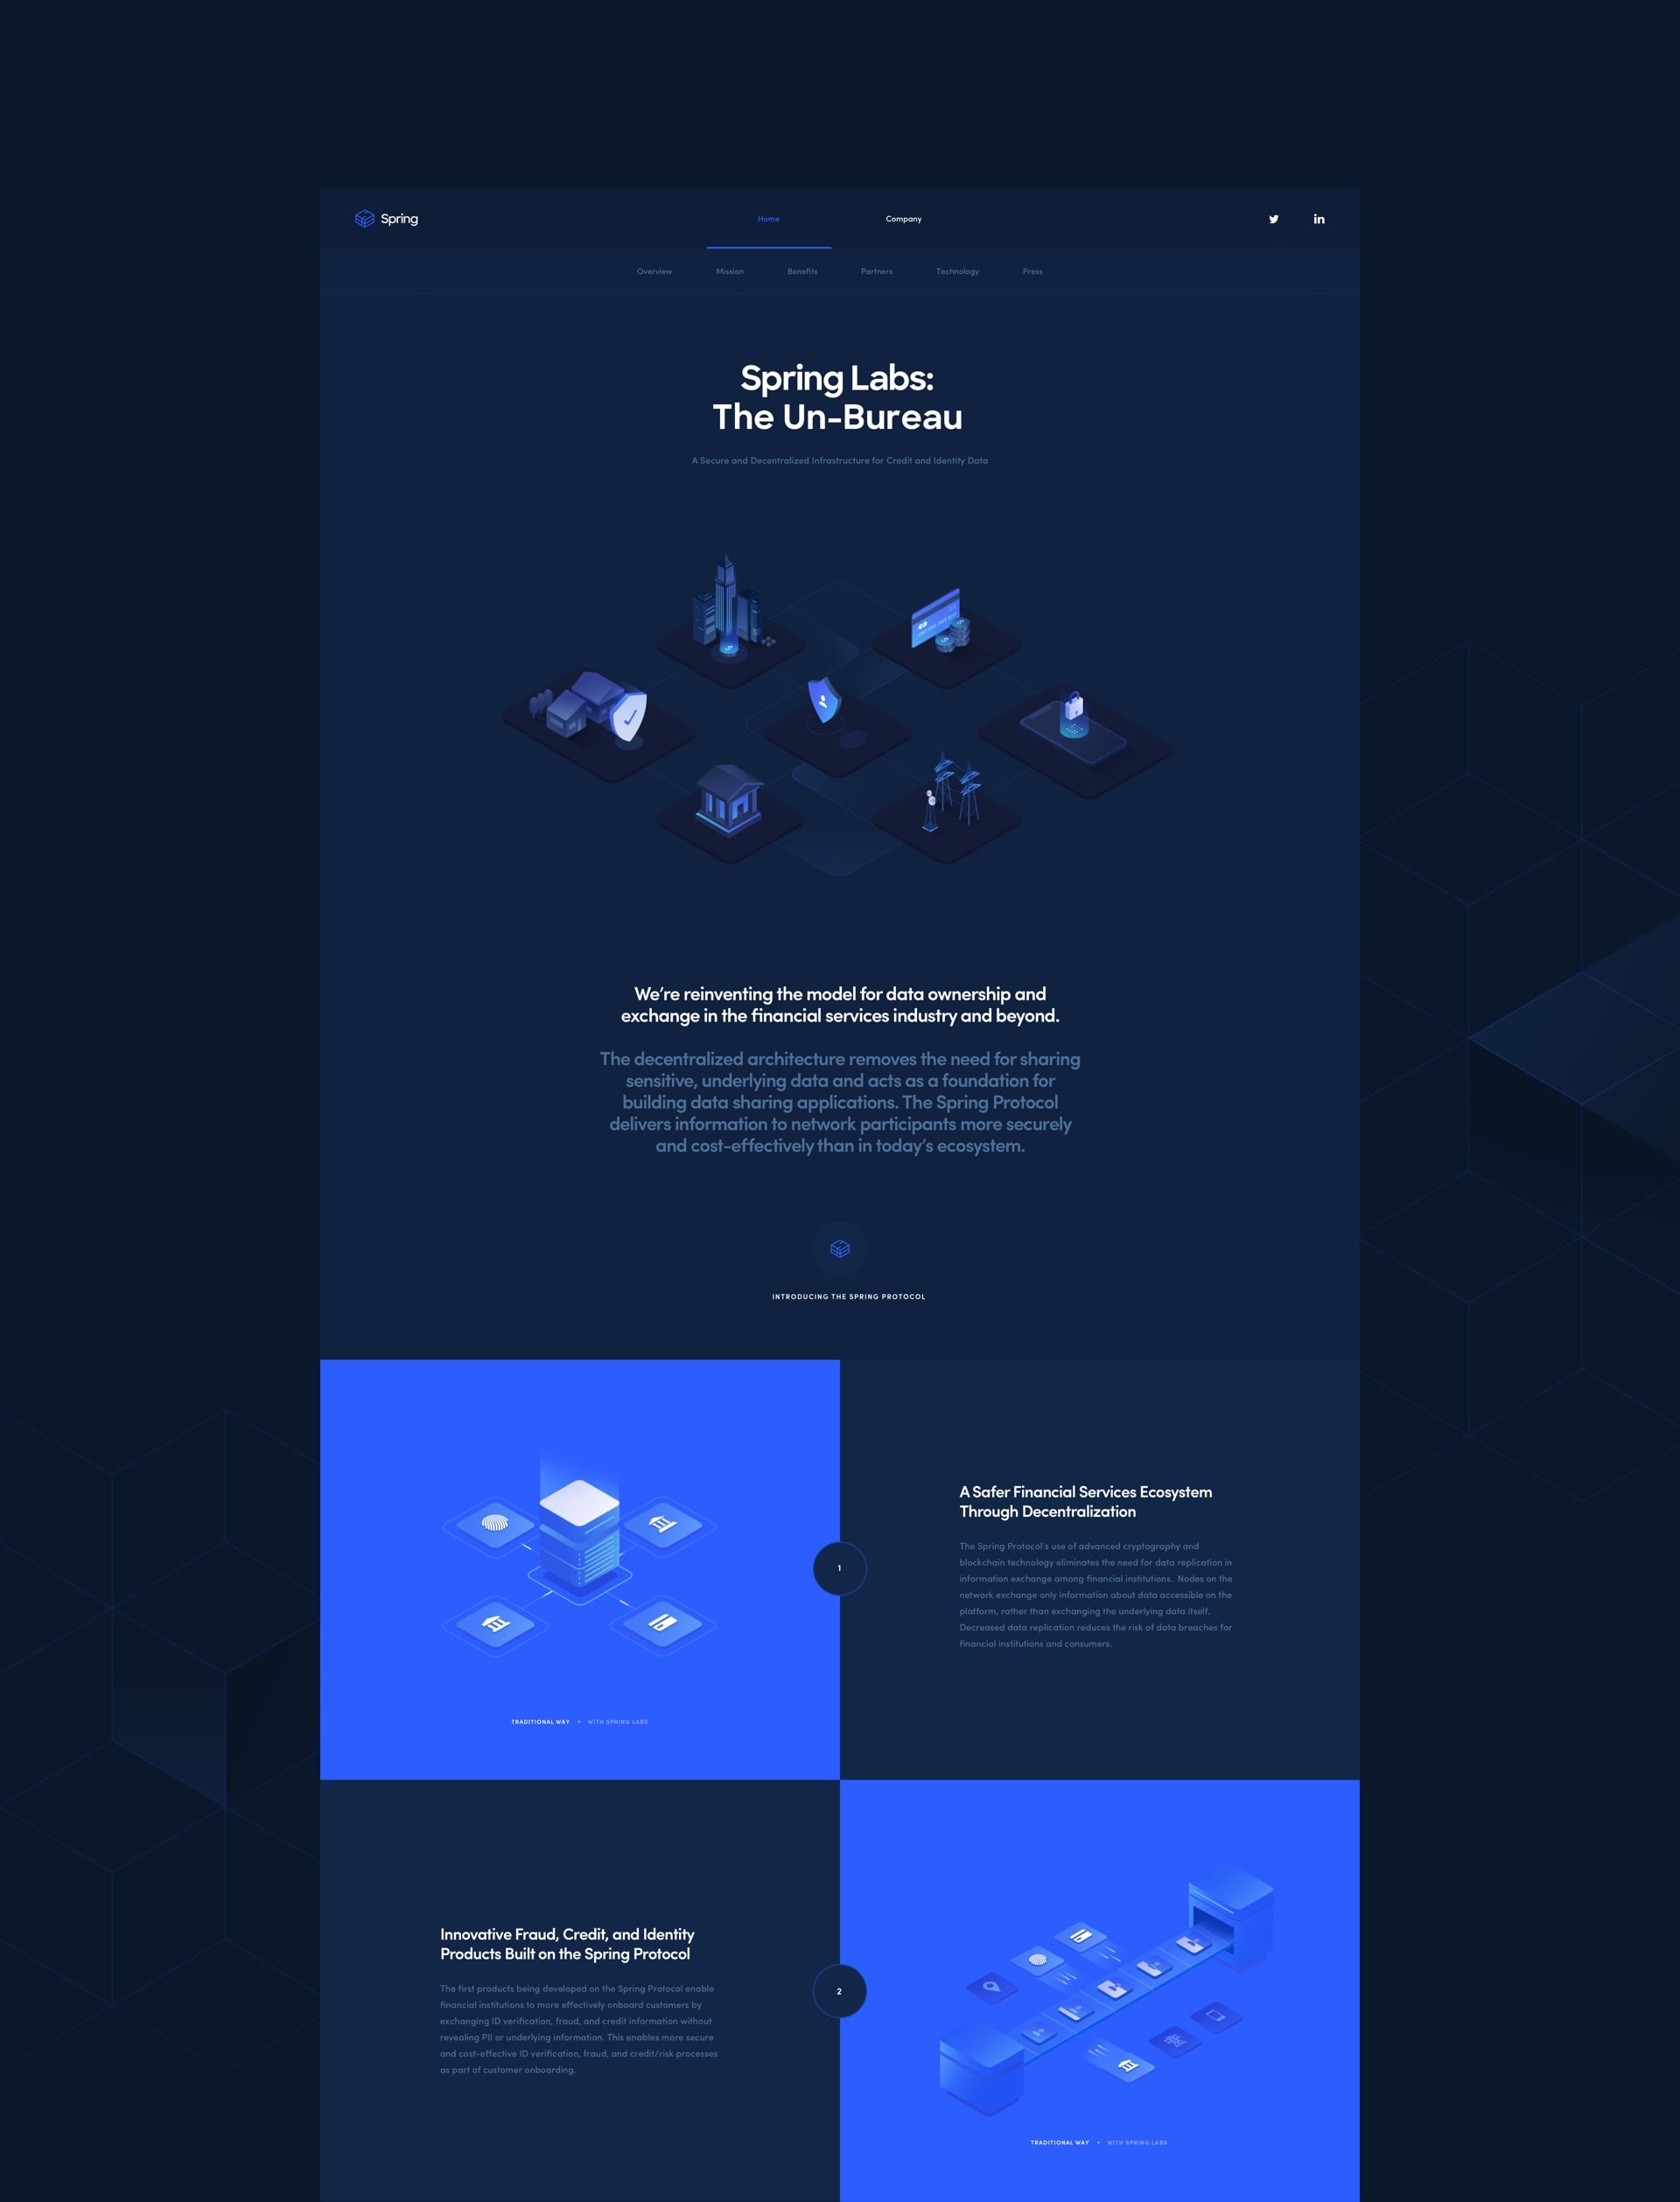 Spring
Home
Company
in
Overview
Mission
Benefits
Partners
Technology
Press
Spring Labs:
The Un-Bureau
A Secure and Decentralized Infrastructure for Credit and Identity Data
We’re reinventing the model for data ownership and
exchange in the financial services industry and beyond.
The decentralized architecture removes the need for sharing
sensitive, underlying data and acts as a foundation for
building data sharing applications. The Spring Protocol
delivers information to network participants more securely
and cost-effectively than in today’s ecosystem.
INTRODUCING THE SPRING PROTOCOL
TRADITIONAL WAY
WITH SPRING LABS
1
A Safer Financial Services Ecosystem
Through Decentralization
The Spring Protocol’s use of advanced cryptography and
blockchain technology eliminates the need for data replication in
information exchange among financial institutions. Nodes on the
network exchange only information about data accessible on the
platform, rather than exchanging the underlying data itself.
Decreased data replication reduces the risk of data breaches for
financial institutions and consumers.
Innovative Fraud, Credit, and Identity
Products Built on the Spring Protocol
The first products being developed on the Spring Protocol enable
financial institutions to more effectively onboard customers by
exchanging ID verification, fraud, and credit information without
revealing PII or underlying information. This enables more secure
and cost-effective ID verification, fraud, and credit/risk processes
as part of customer onboarding.
2
TRADITIONAL WAY
WITH SPRING LABS